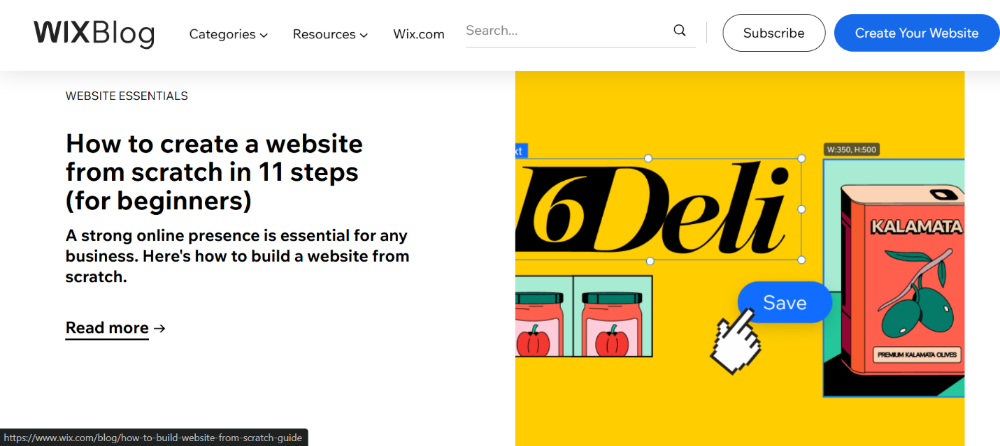 WIXBlog
Categories
Resources
Wix.com
Search...
Subscribe
Create Your Website
WEBSITE ESSENTIALS
How to create a website
from scratch in 11 steps
(for beginners)
A strong online presence is essential for any
business. Here's how to build a website from
scratch.
Read more →
xt
6Deli
W:350, H:500
KALAMATA
PREMIUM KALAMATA OLIVES
Save
https://www.wix.com/blog/how-to-build-website-from-scratch-guide